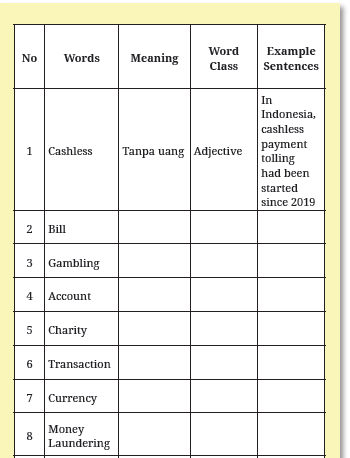 No Words Meaning Word Class Example Sentences
1 Cashless Tanpa uang Adjective In Indonesia, cashless payment tolling had been started since 2019
2 Bill
3 Gambling
4 Account
5 Charity
6 Transaction
7 Currency
8 Money Laundering